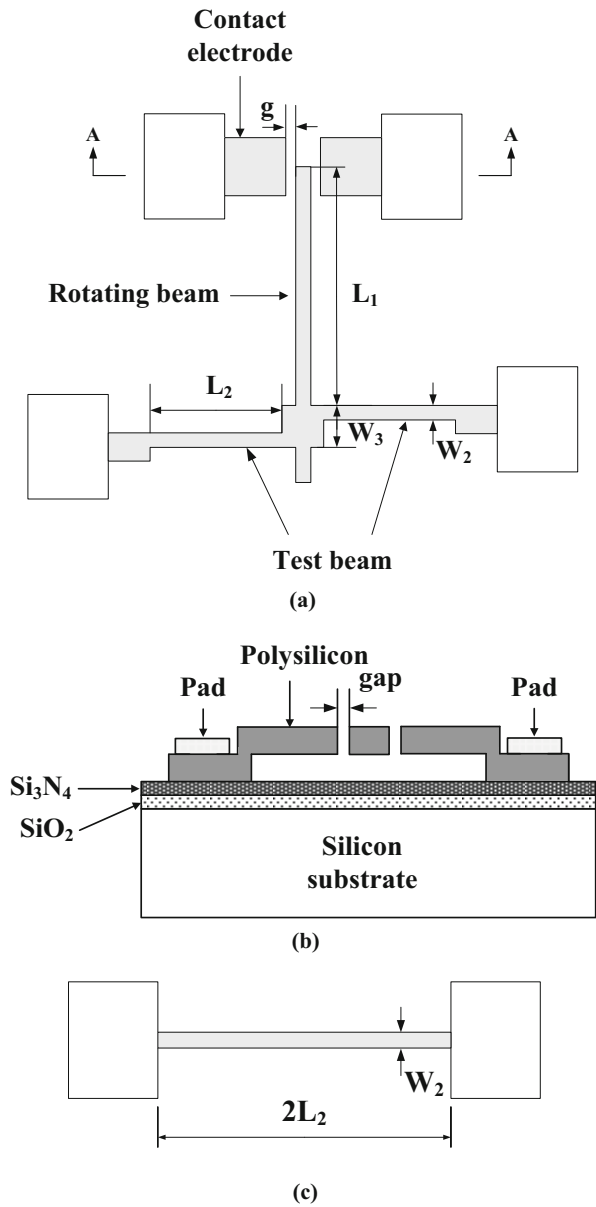 Contact
electrode
g
A
A
Rotating beam
L₁
L₂
W₃
W₂
Test beam
(a)
Polysilicon
Pad
gap
Pad
Si₃N₄
SiO₂
Silicon
substrate
(b)
W₂
2L₂
(c)